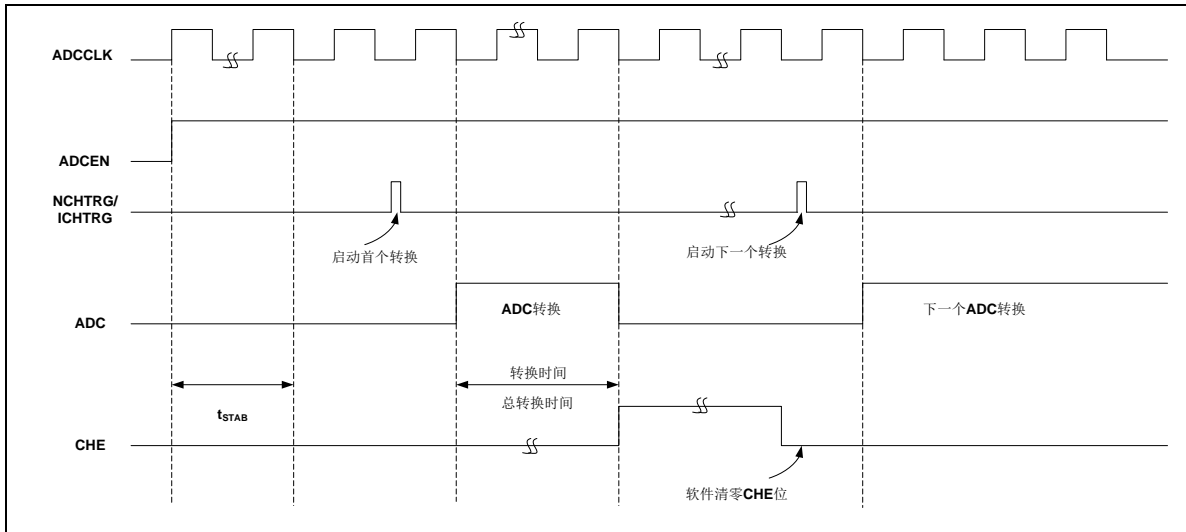 ADCCLK
ADCEN
NCHTRG/
ICHTRG
启动首个转换
启动下一个转换
ADC
ADC转换
下一个ADC转换
转换时间
总转换时间
tSTAB
CHE
软件清零CHE位